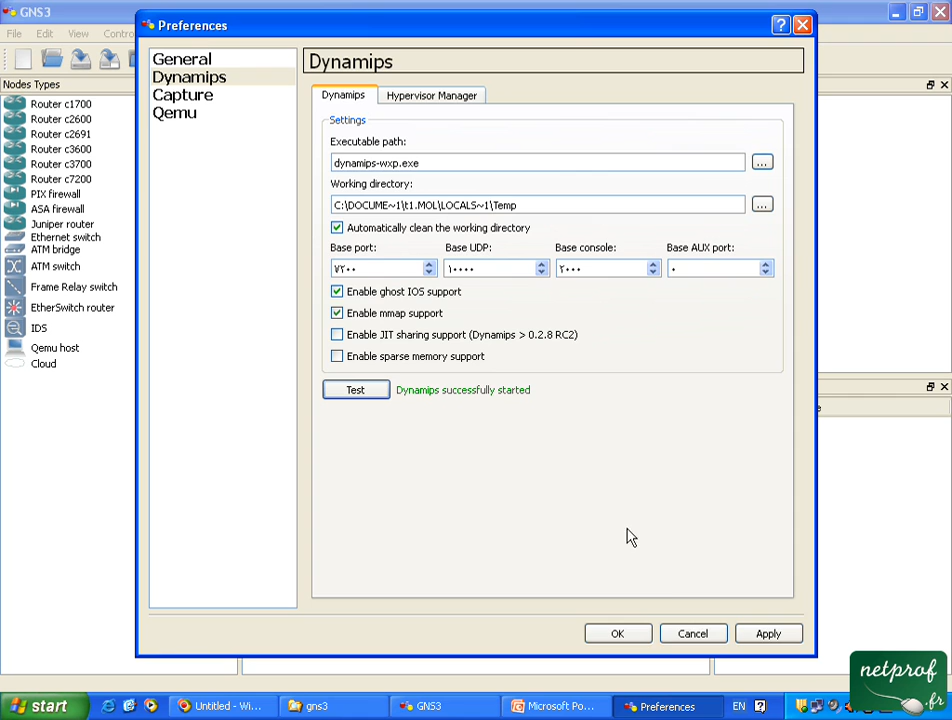 GNS3
Preferences
File Edit View Contro
Nodes Types
Router c1700
Router c2600
Router c2691
Router c3600
Router c3700
Router c7200
PIX firewall
ASA firewall
Juniper router
Ethernet switch
ATM bridge
ATM switch
Frame Relay switch
EtherSwitch router
IDS
Qemu host
Cloud
General
Dynamips
Capture
Qemu
Dynamips
Dynamips Hypervisor Manager
Settings
Executable path:
dynamips-wxp.exe
...
Working directory:
C:\DOCUME~1\t1.MOL\LOCALS~1\Temp
...
Automatically clean the working directory
Base port: Base UDP: Base console: Base AUX port:
٧٢٠٠ ١٠٠٠٠ ٢٠٠٠ ٠
Enable ghost IOS support
Enable mmap support
Enable JIT sharing support (Dynamips > 0.2.8 RC2)
Enable sparse memory support
Test Dynamips successfully started
OK Cancel Apply
start Untitled - Wi... gns3 GNS3 Microsoft Po... Preferences EN
netprof
.fr